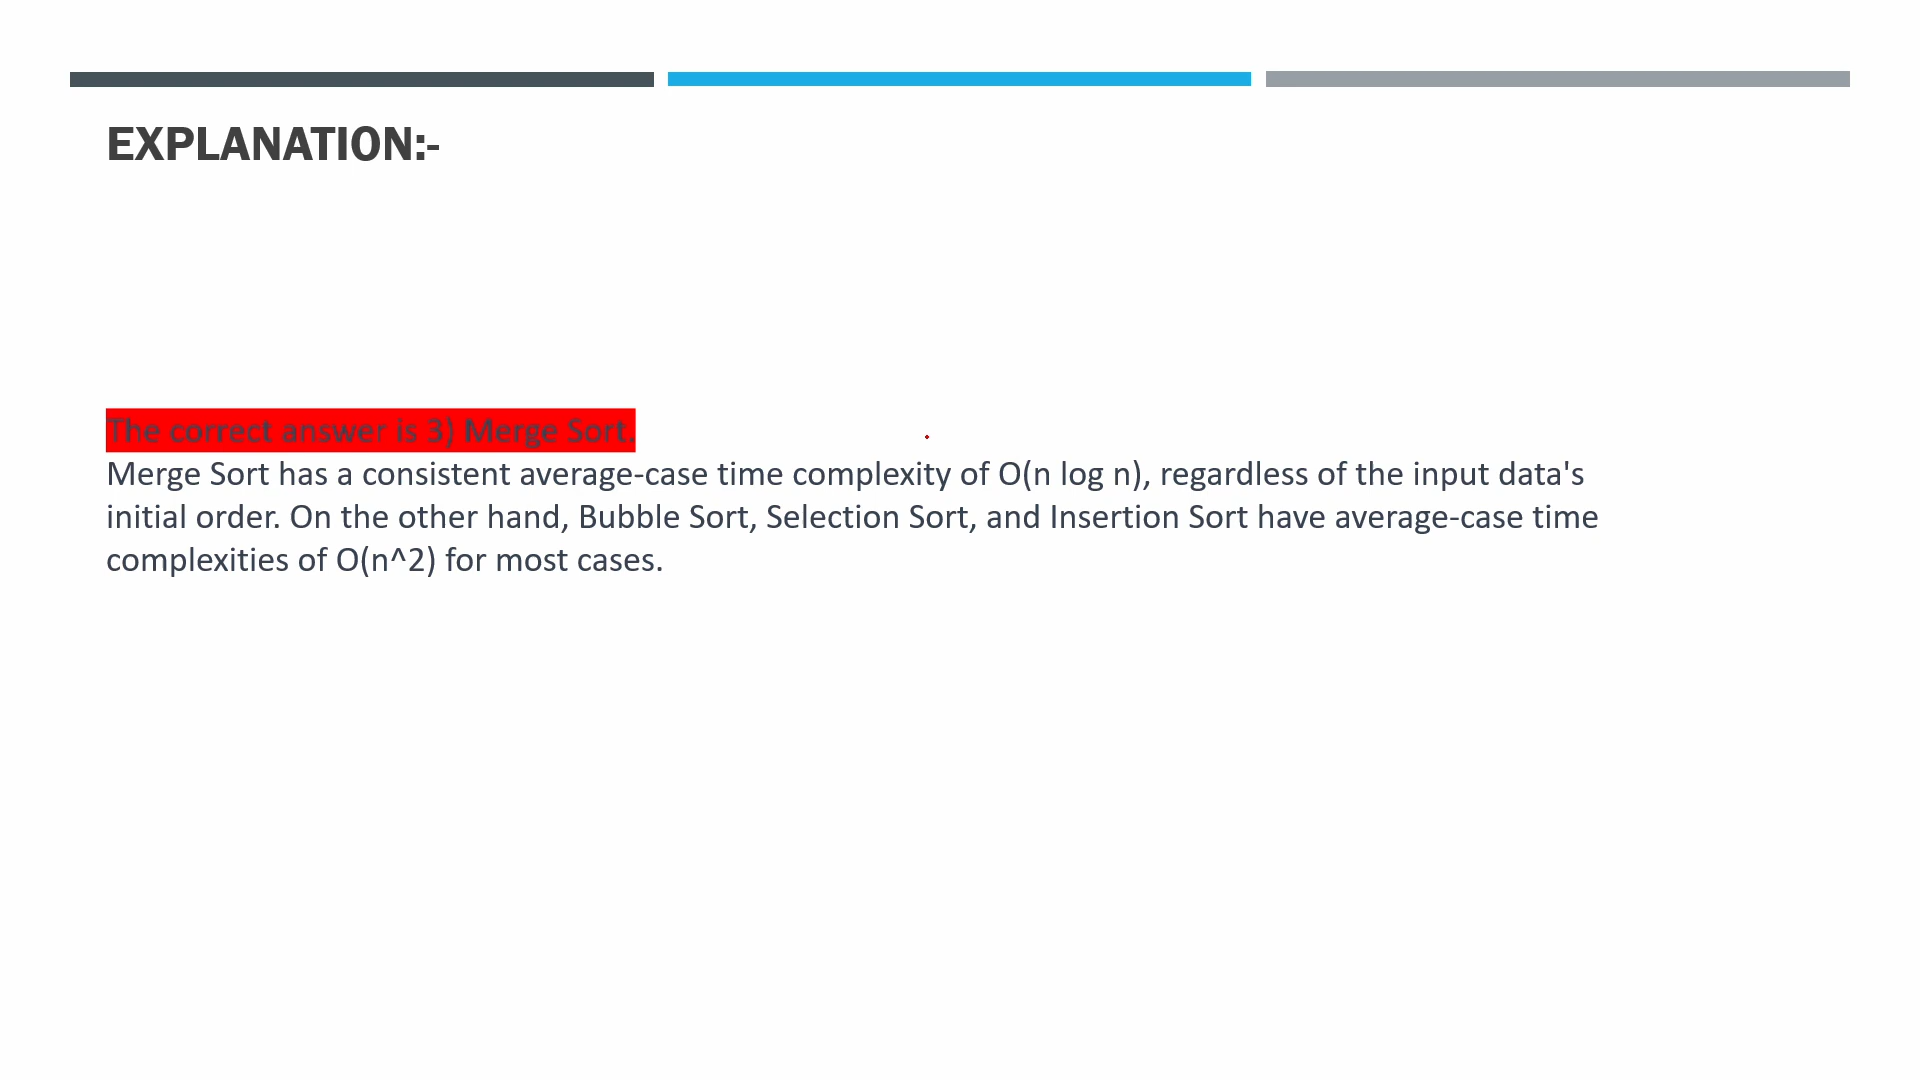 EXPLANATION:-
The correct answer is 3) Merge Sort.
Merge Sort has a consistent average-case time complexity of O(n log n), regardless of the input data's
initial order. On the other hand, Bubble Sort, Selection Sort, and Insertion Sort have average-case time
complexities of O(n^2) for most cases.